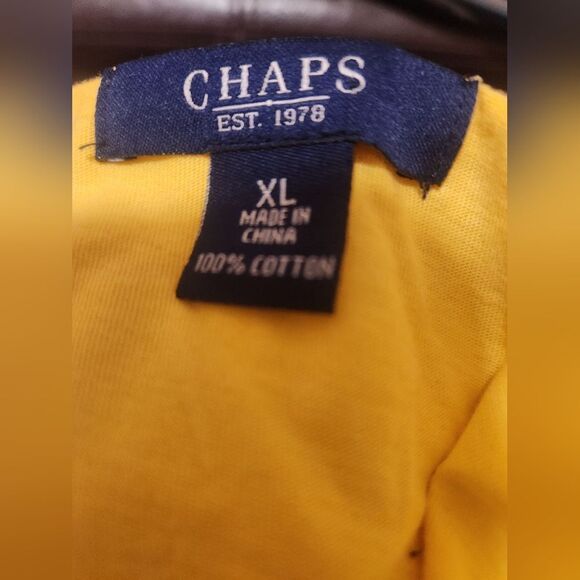 CHAPS
EST. 1978
XL
MADE IN
CHINA
100% COTTON